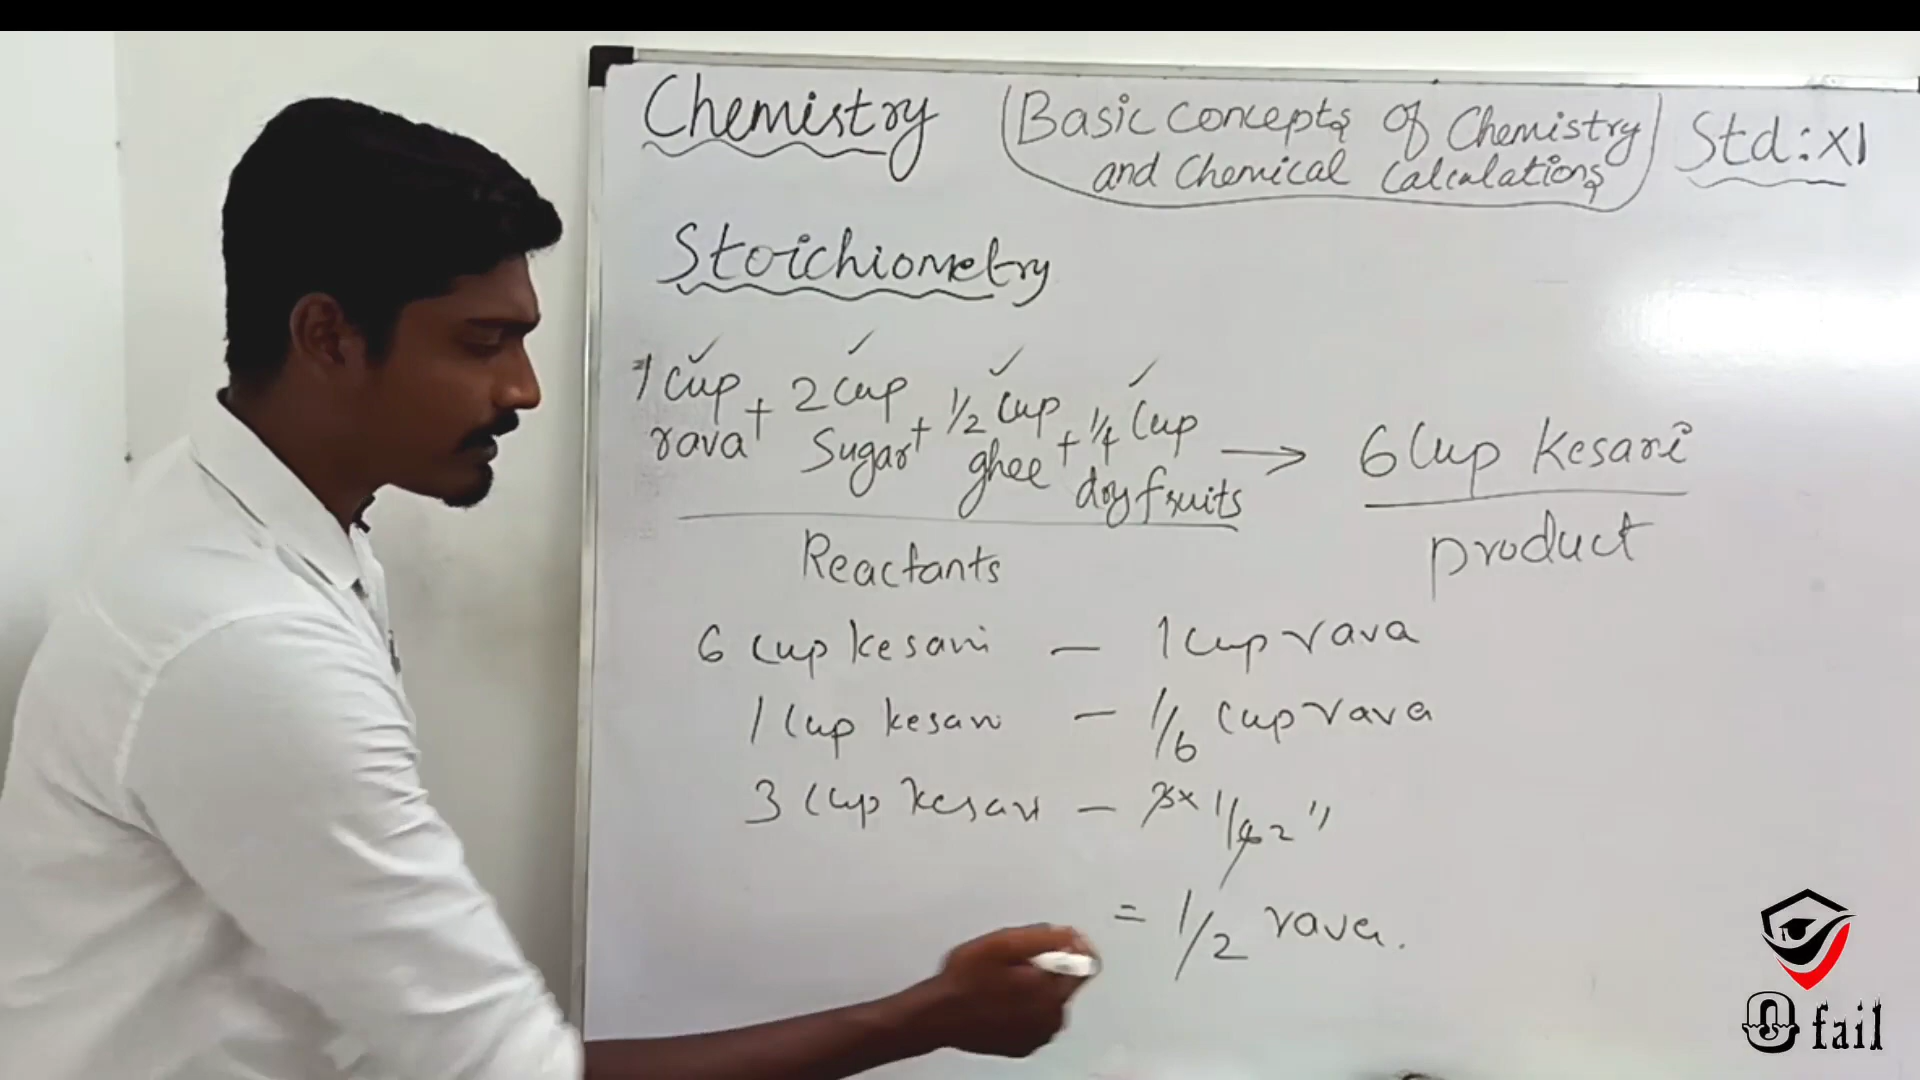 Chemistry
Basic concepts of Chemistry
and Chemical Calculations
Std : XI
Stoichiometry
1 Cup + 2 Cup + 1/2 Cup + 1/4 Cup
rava Sugar ghee dry fruits → 6 Cup Kesari
Reactants product
6 Cup kesari – 1 Cup rava
1 Cup kesari – 1/6 Cup rava
3 Cup kesari – 3 x 1/6 2 "
= 1/2 rava.
0 fail